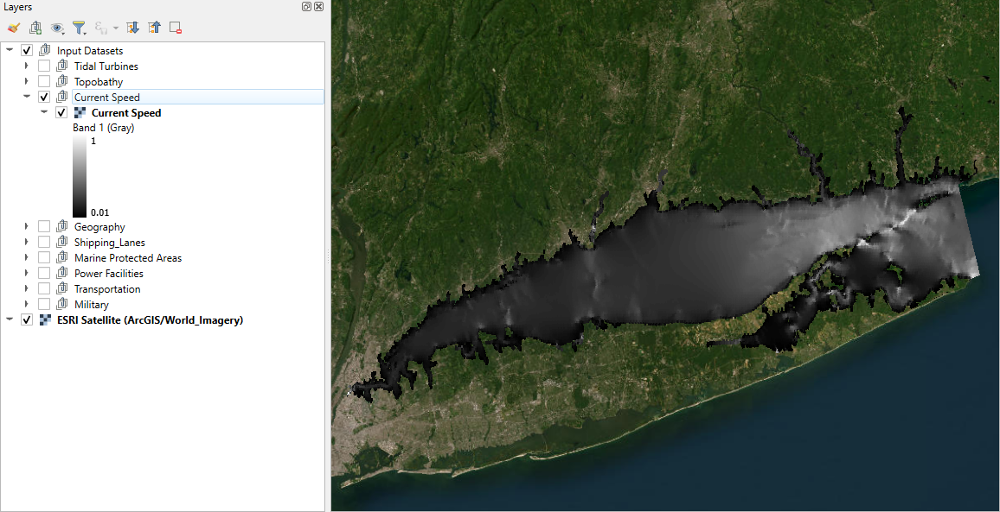 Layers
Input Datasets
Tidal Turbines
Topobathy
Current Speed
Current Speed
Band 1 (Gray)
1
0.01
Geography
Shipping_Lanes
Marine Protected Areas
Power Facilities
Transportation
Military
ESRI Satellite (ArcGIS/World_Imagery)